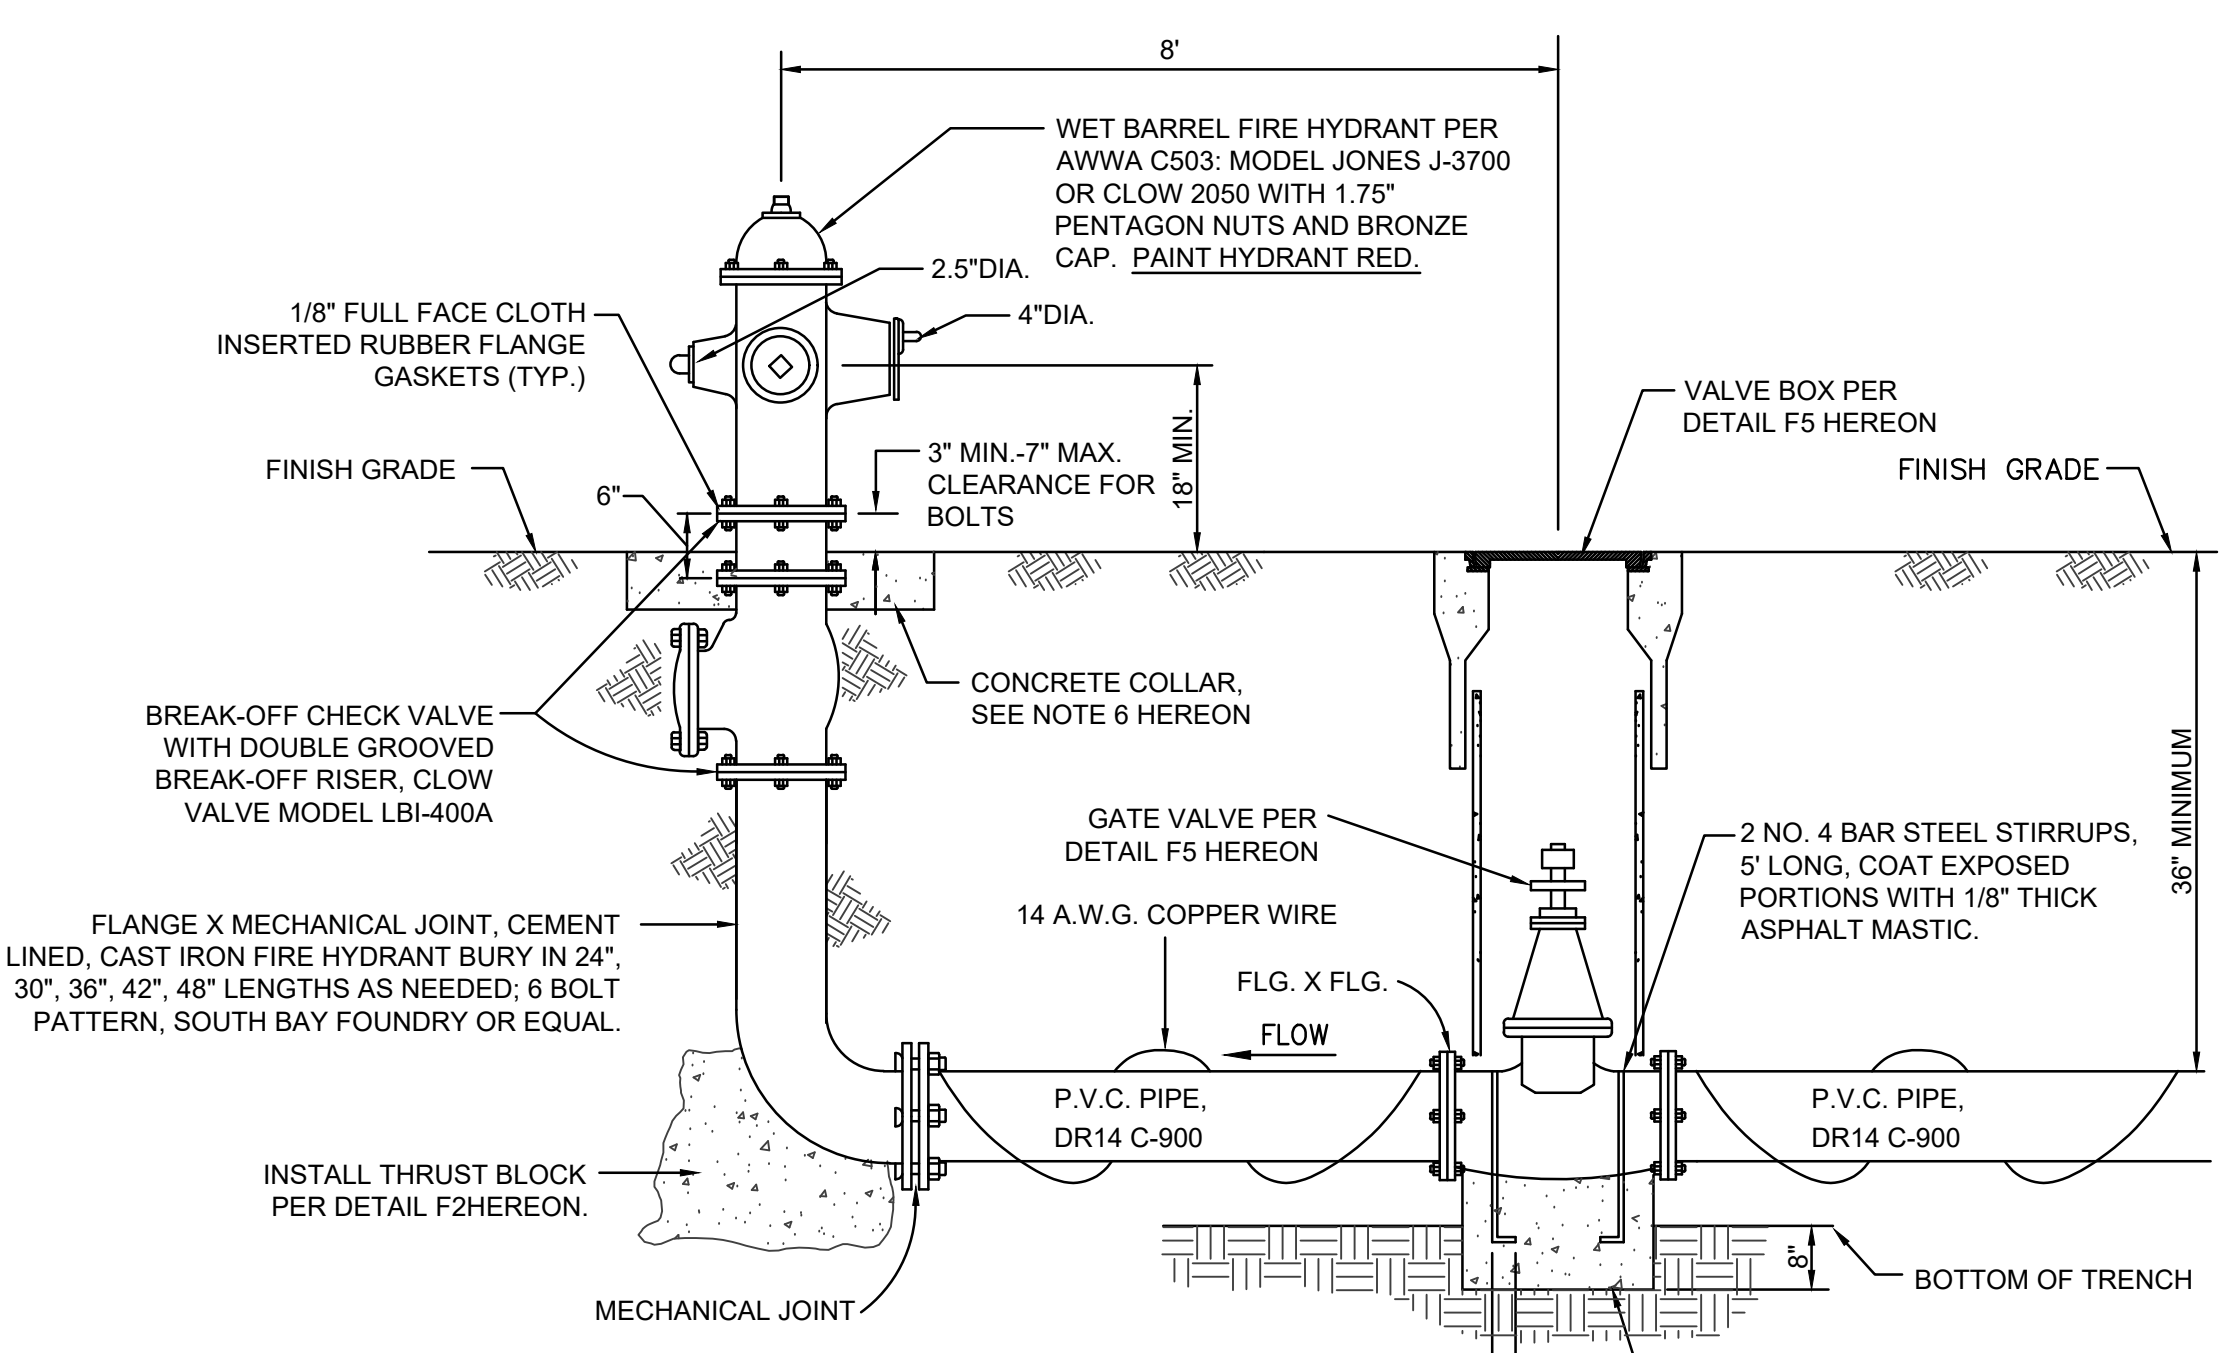 8'
WET BARREL FIRE HYDRANT PER
AWWA C503: MODEL JONES J-3700
OR CLOW 2050 WITH 1.75"
PENTAGON NUTS AND BRONZE
CAP. PAINT HYDRANT RED.
2.5"DIA.
4"DIA.
1/8" FULL FACE CLOTH
INSERTED RUBBER FLANGE
GASKETS (TYP.)
VALVE BOX PER
DETAIL F5 HEREON
18" MIN.
3" MIN.-7" MAX.
CLEARANCE FOR
BOLTS
FINISH GRADE
6"
FINISH GRADE
CONCRETE COLLAR,
SEE NOTE 6 HEREON
BREAK-OFF CHECK VALVE
WITH DOUBLE GROOVED
BREAK-OFF RISER, CLOW
VALVE MODEL LBI-400A
36" MINIMUM
GATE VALVE PER
DETAIL F5 HEREON
2 NO. 4 BAR STEEL STIRRUPS,
5' LONG, COAT EXPOSED
PORTIONS WITH 1/8" THICK
ASPHALT MASTIC.
14 A.W.G. COPPER WIRE
FLANGE X MECHANICAL JOINT, CEMENT
LINED, CAST IRON FIRE HYDRANT BURY IN 24",
30", 36", 42", 48" LENGTHS AS NEEDED; 6 BOLT
PATTERN, SOUTH BAY FOUNDRY OR EQUAL.
FLG. X FLG.
FLOW
P.V.C. PIPE,
DR14 C-900
P.V.C. PIPE,
DR14 C-900
INSTALL THRUST BLOCK
PER DETAIL F2HEREON.
8"
BOTTOM OF TRENCH
MECHANICAL JOINT